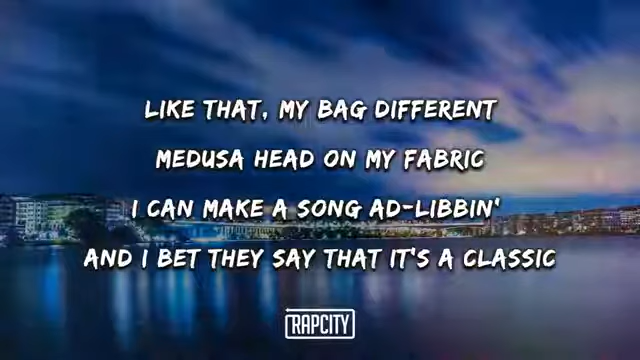 LIKE THAT, MY BAG DIFFERENT
MEDUSA HEAD ON MY FABRIC
I CAN MAKE A SONG AD-LIBBIN'
AND I BET THEY SAY THAT IT'S A CLASSIC
RAPCITY